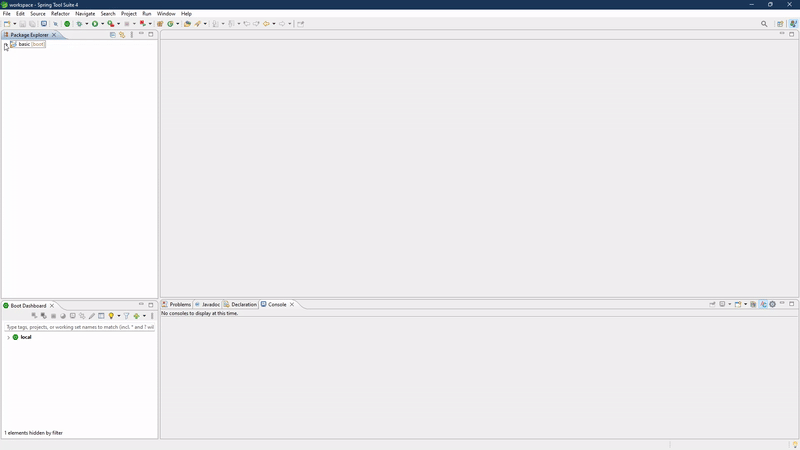 workspace - Spring Tool Suite 4
File Edit Source Refactor Navigate Search Project Run Window Help
Package Explorer
basic [boot]
Boot Dashboard
Type tags, projects, or working set names to match (incl. * and ? wil
local
1 elements hidden by filter
Problems Javadoc Declaration Console
No consoles to display at this time.